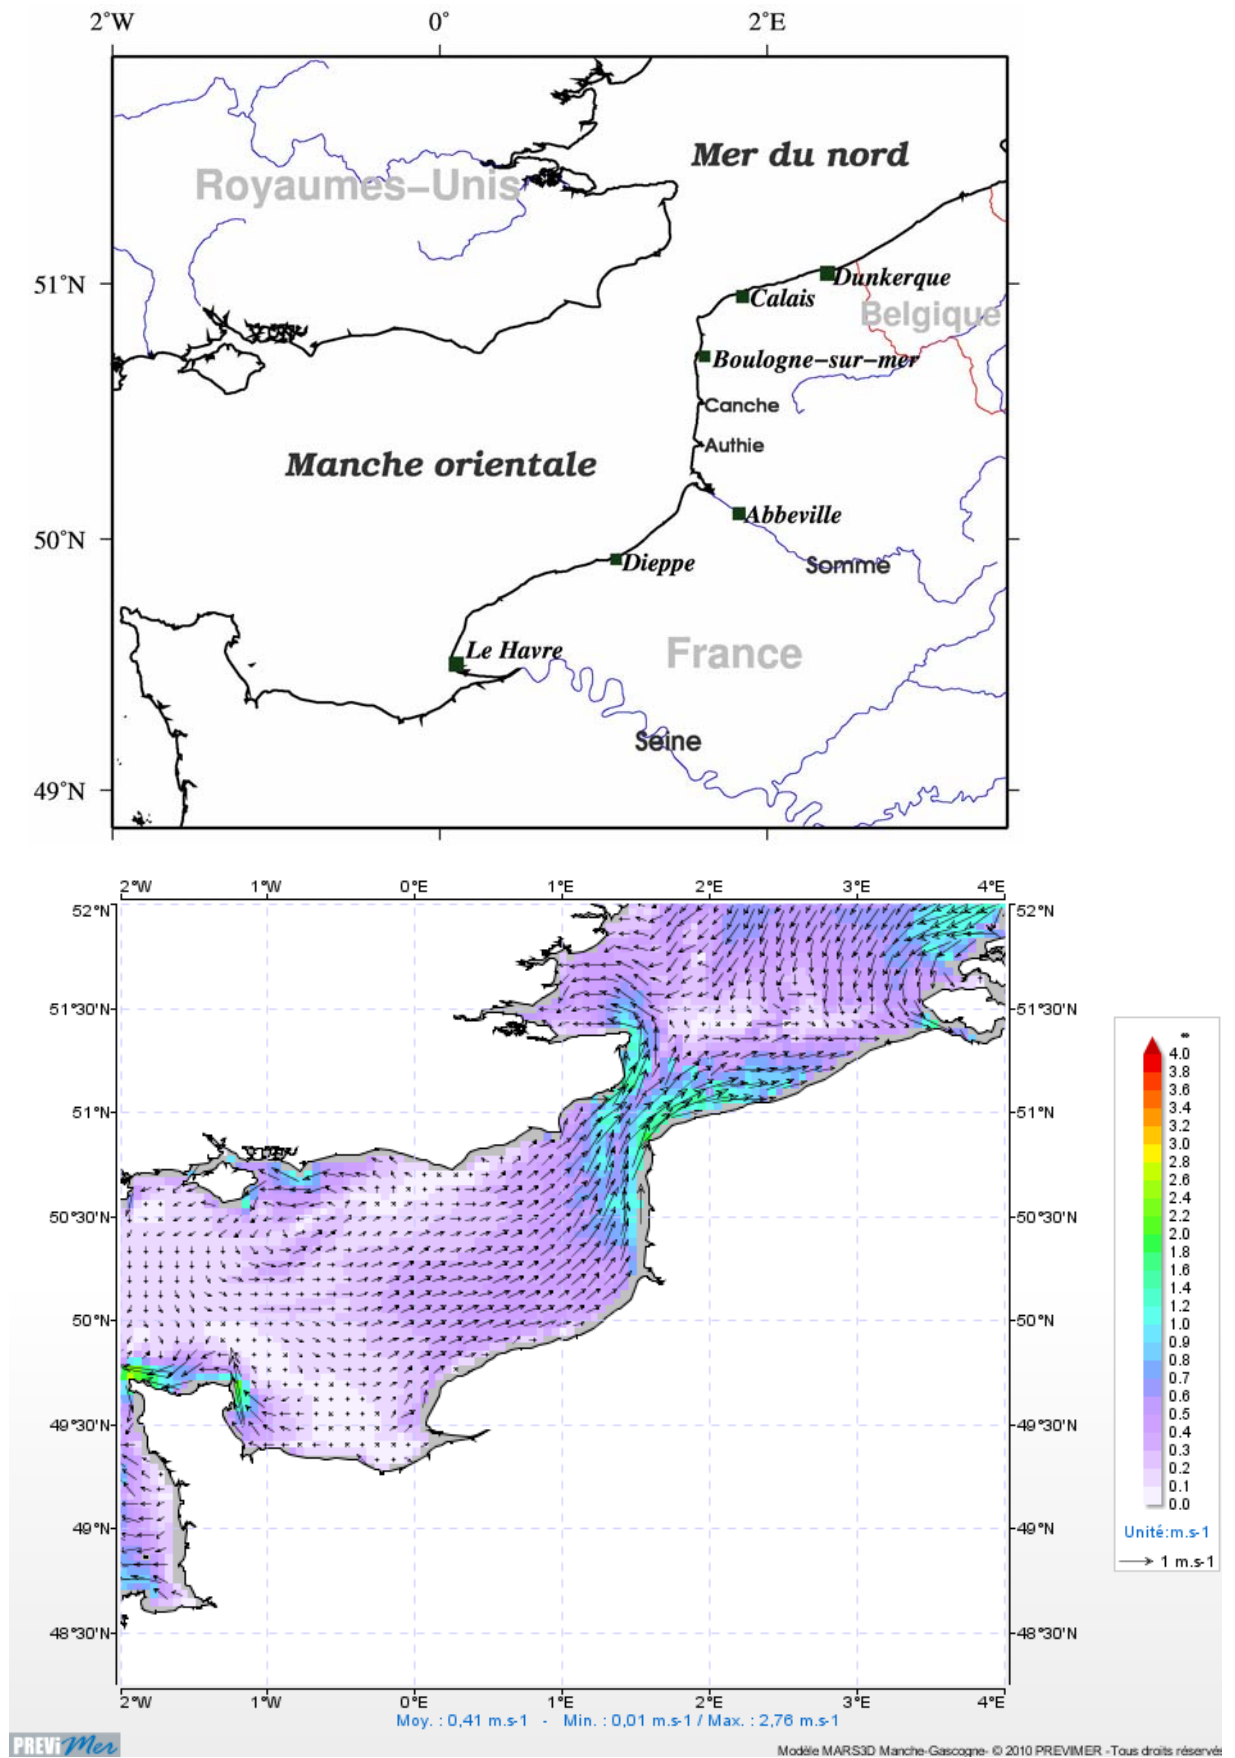 2°W 0° 2°E
Mer du nord
Royaumes-Unis
51°N
Dunkerque
Calais
Belgique
Boulogne-sur-mer
Canche
Authie
Manche orientale
Abbeville
50°N
Dieppe
Somme
Le Havre
France
Seine
49°N
2°W 1°W 0°E 1°E 2°E 3°E 4°E
52°N 52°N
51°30'N 51°30'N
51°N 51°N
50°30'N 50°30'N
50°N 50°N
49°30'N 49°30'N
49°N 49°N
48°30'N 48°30'N
∞
4.0
3.8
3.6
3.4
3.2
3.0
2.8
2.6
2.4
2.2
2.0
1.8
1.6
1.4
1.2
1.0
0.9
0.8
0.7
0.6
0.5
0.4
0.3
0.2
0.1
0.0
Unité:m.s-1
1 m.s-1
2°W 1°W 0°E 1°E 2°E 3°E 4°E
Moy. : 0,41 m.s-1 - Min. : 0,01 m.s-1 / Max. : 2,76 m.s-1
PREViMer
Modèle MARS3D Manche-Gascogne- © 2010 PREVIMER -Tous droits réservé